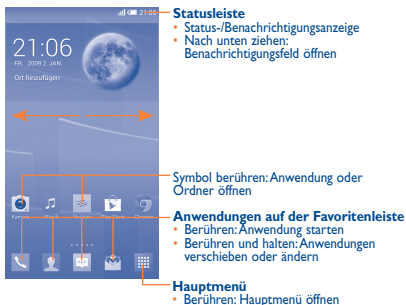 21:06
21:06
FR., 2009 2. JAN.
Ort hinzufügen
Kamera Musik Notizen Play Store Chrome
Statusleiste
• Status-/Benachrichtigungsanzeige
• Nach unten ziehen:
Benachrichtigungsfeld öffnen
Symbol berühren: Anwendung oder
Ordner öffnen
Anwendungen auf der Favoritenleiste
• Berühren: Anwendung starten
• Berühren und halten: Anwendungen
verschieben oder ändern
Hauptmenü
• Berühren: Hauptmenü öffnen